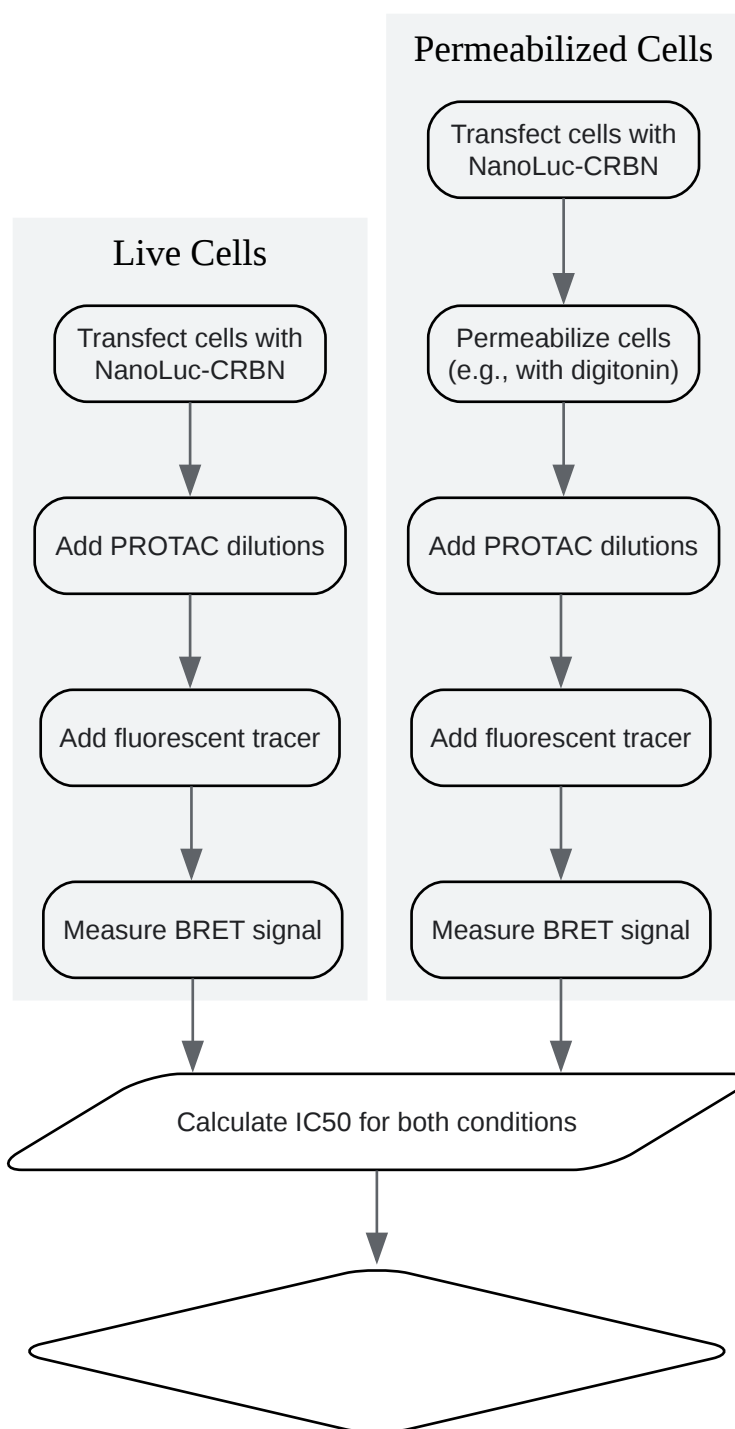 Permeabilized Cells
Transfect cells with
NanoLuc-CRBN
Permeabilize cells
(e.g., with digitonin)
Add PROTAC dilutions
Add fluorescent tracer
Measure BRET signal
Live Cells
Transfect cells with
NanoLuc-CRBN
Add PROTAC dilutions
Add fluorescent tracer
Measure BRET signal
Calculate IC50 for both conditions